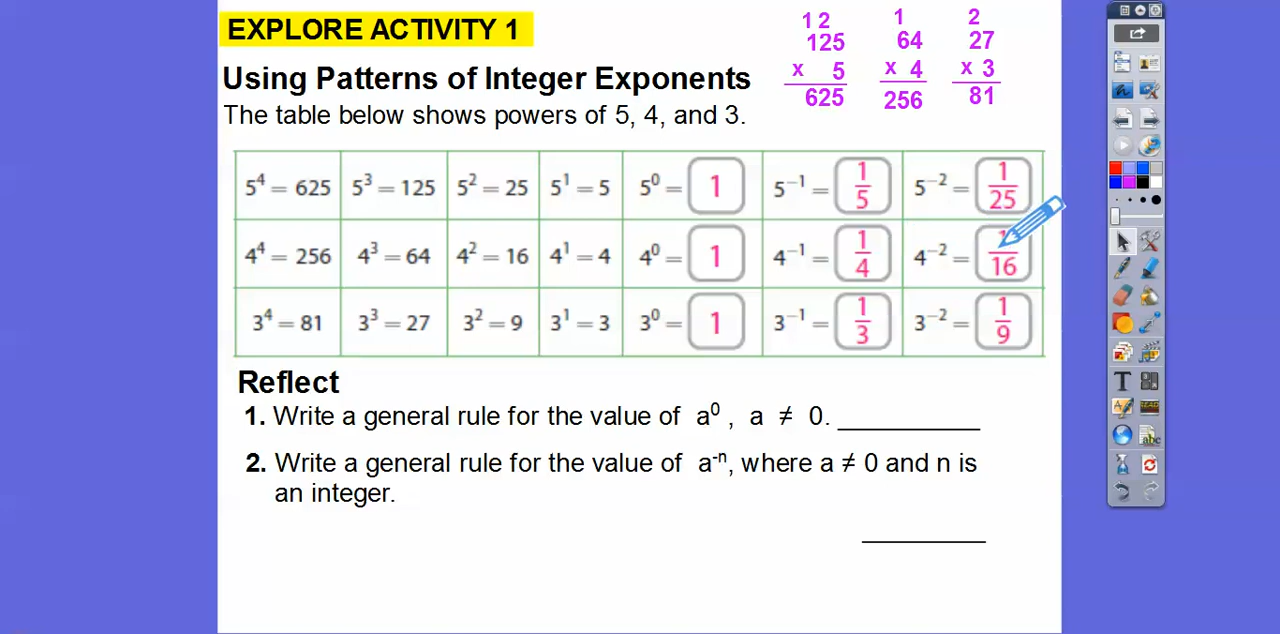 EXPLORE ACTIVITY 1
Using Patterns of Integer Exponents
The table below shows powers of 5, 4, and 3.
1 2
125
x 5
625
1
64
x 4
256
2
27
x 3
81
5⁴ = 625 5³ = 125 5² = 25 5¹ = 5 5⁰ = 1 5⁻¹ = 1/5 5⁻² = 1/25
4⁴ = 256 4³ = 64 4² = 16 4¹ = 4 4⁰ = 1 4⁻¹ = 1/4 4⁻² = 1/16
3⁴ = 81 3³ = 27 3² = 9 3¹ = 3 3⁰ = 1 3⁻¹ = 1/3 3⁻² = 1/9
Reflect
1. Write a general rule for the value of a⁰ , a ≠ 0. __________
2. Write a general rule for the value of a⁻ⁿ, where a ≠ 0 and n is
an integer.
__________
T
abc